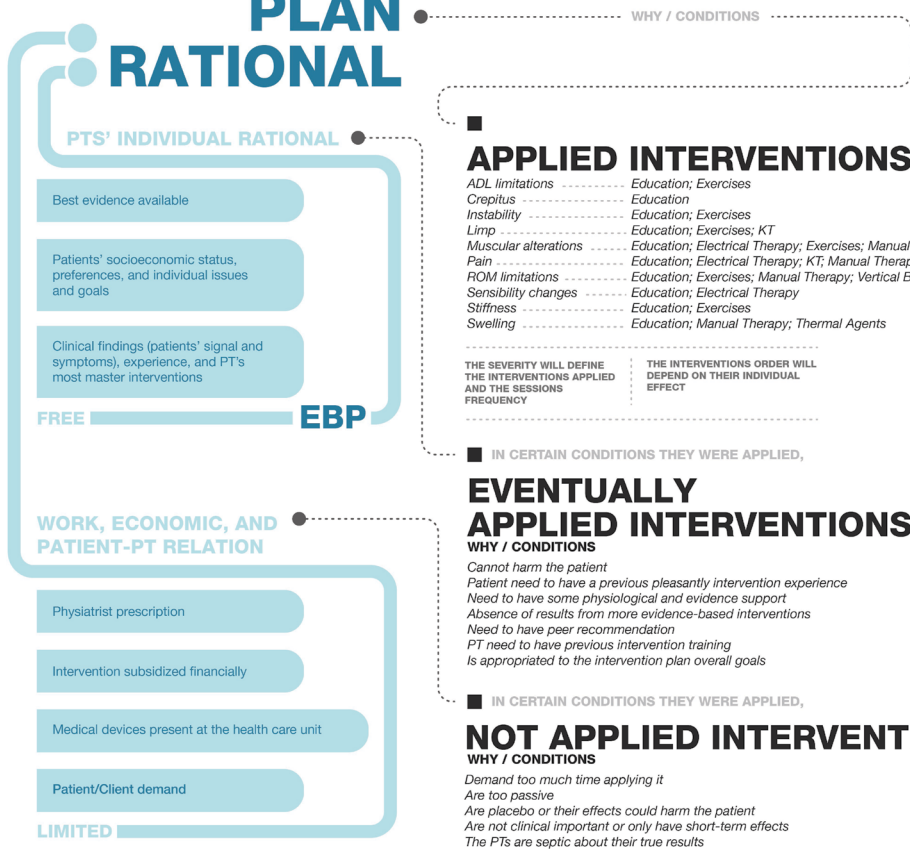 PLAN
RATIONAL
WHY / CONDITIONS
PTS' INDIVIDUAL RATIONAL
Best evidence available
Patients' socioeconomic status,
preferences, and individual issues
and goals
Clinical findings (patients' signal and
symptoms), experience, and PT's
most master interventions
FREE
EBP
WORK, ECONOMIC, AND
PATIENT-PT RELATION
Physiatrist prescription
Intervention subsidized financially
Medical devices present at the health care unit
Patient/Client demand
LIMITED
APPLIED INTERVENTIONS
ADL limitations Education; Exercises
Crepitus Education
Instability Education; Exercises
Limp Education; Exercises; KT
Muscular alterations Education; Electrical Therapy; Exercises; Manual
Pain Education; Electrical Therapy; KT; Manual Therap
ROM limitations Education; Exercises; Manual Therapy; Vertical B
Sensibility changes Education; Electrical Therapy
Stiffness Education; Exercises
Swelling Education; Manual Therapy; Thermal Agents
THE SEVERITY WILL DEFINE
THE INTERVENTIONS APPLIED
AND THE SESSIONS
FREQUENCY
THE INTERVENTIONS ORDER WILL
DEPEND ON THEIR INDIVIDUAL
EFFECT
IN CERTAIN CONDITIONS THEY WERE APPLIED,
EVENTUALLY
APPLIED INTERVENTIONS
WHY / CONDITIONS
Cannot harm the patient
Patient need to have a previous pleasantly intervention experience
Need to have some physiological and evidence support
Absence of results from more evidence-based interventions
Need to have peer recommendation
PT need to have previous intervention training
Is appropriated to the intervention plan overall goals
IN CERTAIN CONDITIONS THEY WERE APPLIED,
NOT APPLIED INTERVENT
WHY / CONDITIONS
Demand too much time applying it
Are too passive
Are placebo or their effects could harm the patient
Are not clinical important or only have short-term effects
The PTs are septic about their true results